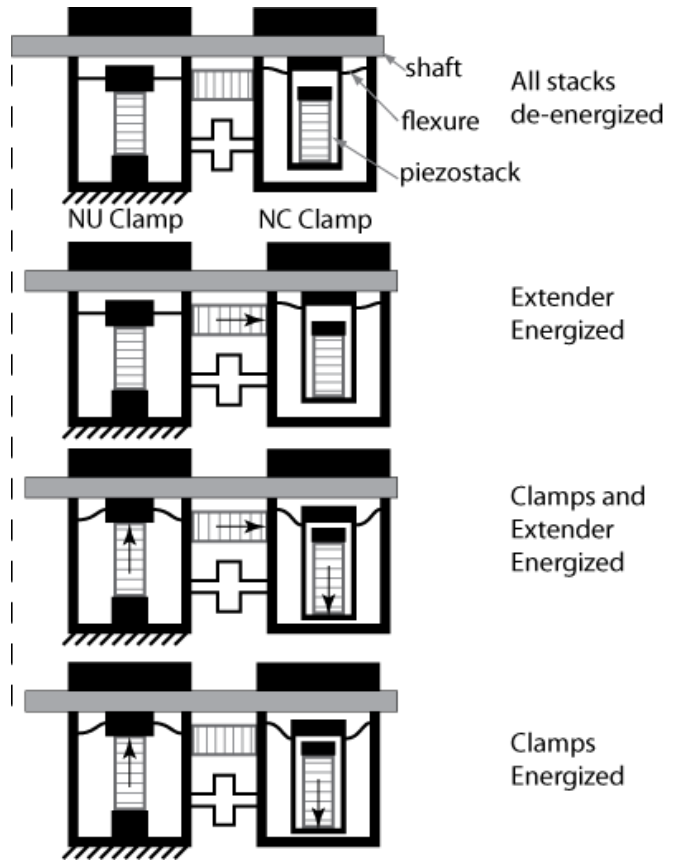 shaft
All stacks
de-energized
flexure
piezostack
NU Clamp
NC Clamp
Extender
Energized
Clamps and
Extender
Energized
Clamps
Energized